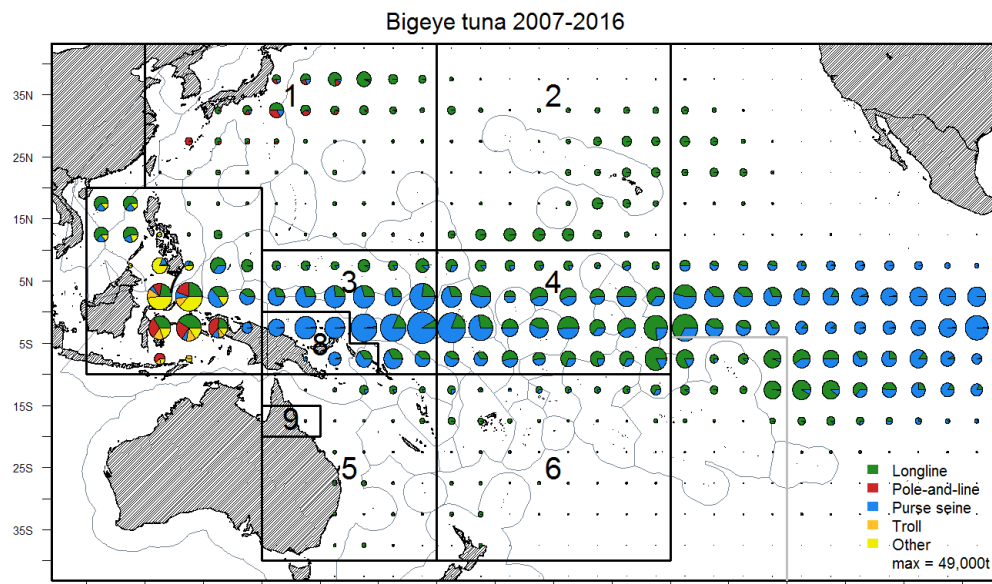 Bigeye tuna 2007-2016
35N
25N
15N
5N
5S
15S
25S
35S
1
2
3
4
7
8
9
5
6
Longline
Pole-and-line
Purse seine
Troll
Other
max = 49,000t